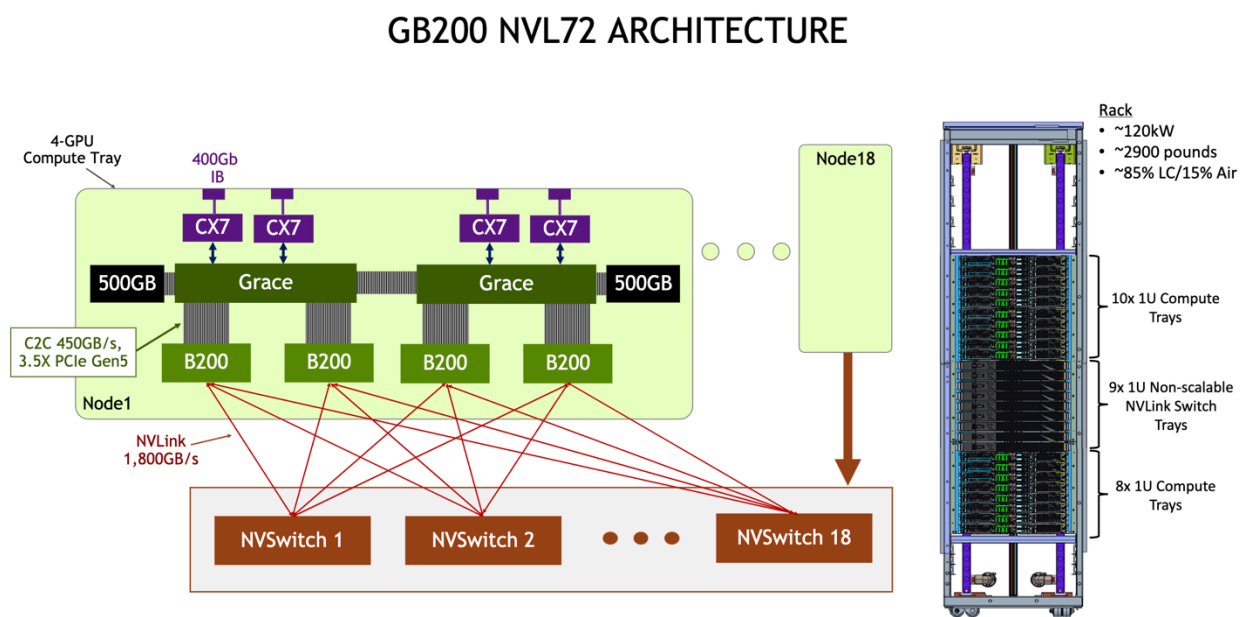 GB200 NVL72 ARCHITECTURE
4-GPU
Compute Tray
400Gb
IB
CX7
CX7
CX7
CX7
500GB
Grace
Grace
500GB
C2C 450GB/s,
3.5X PCIe Gen5
B200
B200
B200
B200
Node1
Node18
NVLink
1,800GB/s
NVSwitch 1
NVSwitch 2
NVSwitch 18
Rack
• ~120kW
• ~2900 pounds
• ~85% LC/15% Air
10x 1U Compute
Trays
9x 1U Non-scalable
NVLink Switch
Trays
8x 1U Compute
Trays